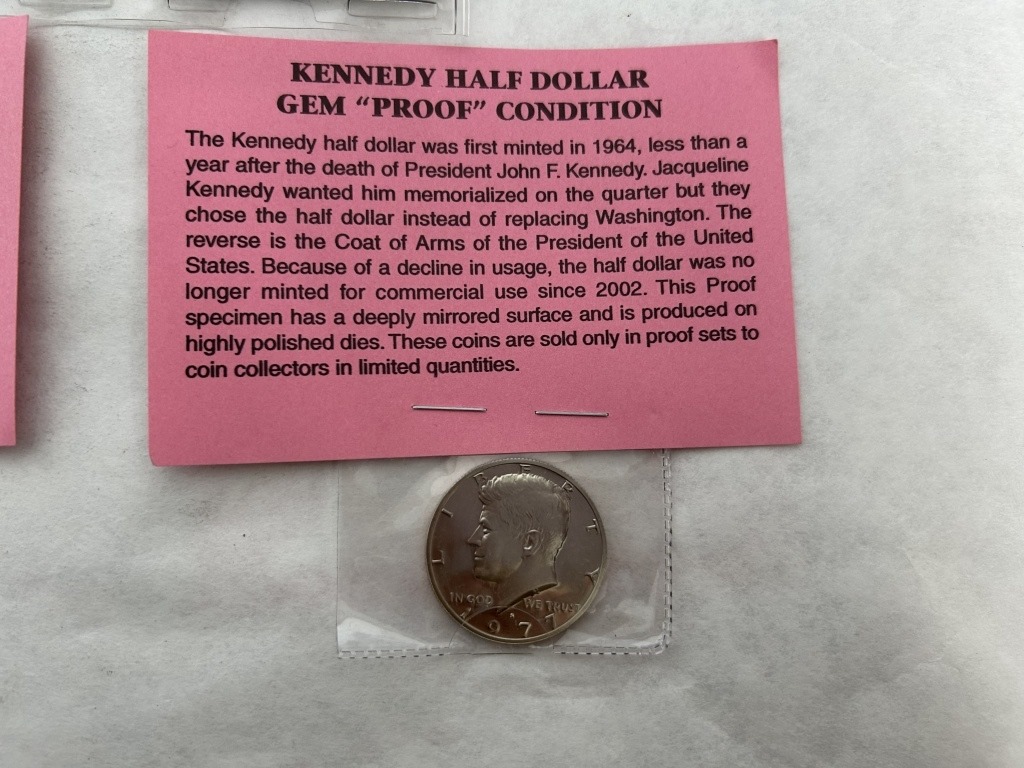 KENNEDY HALF DOLLAR
GEM “PROOF” CONDITION
The Kennedy half dollar was first minted in 1964, less than a
year after the death of President John F. Kennedy. Jacqueline
Kennedy wanted him memorialized on the quarter but they
chose the half dollar instead of replacing Washington. The
reverse is the Coat of Arms of the President of the United
States. Because of a decline in usage, the half dollar was no
longer minted for commercial use since 2002. This Proof
specimen has a deeply mirrored surface and is produced on
highly polished dies. These coins are sold only in proof sets to
coin collectors in limited quantities.
LIBERTY
IN GOD WE TRUST
1977